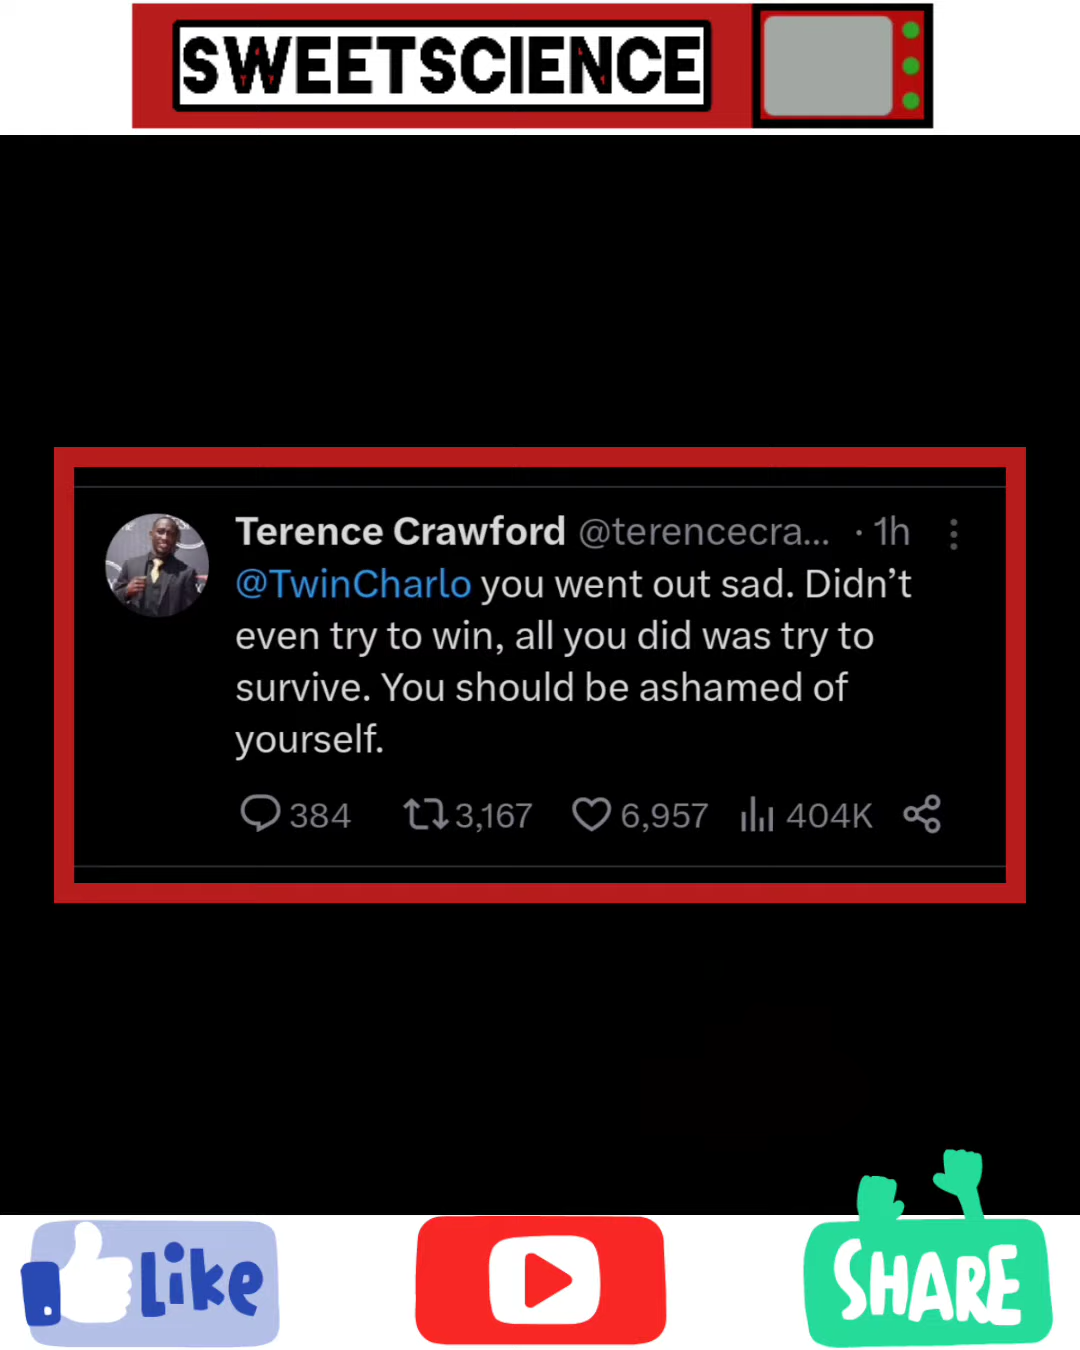 SWEETSCIENCE
Terence Crawford @terencecra... · 1h
@TwinCharlo you went out sad. Didn’t
even try to win, all you did was try to
survive. You should be ashamed of
yourself.
384 3,167 6,957 404K
Like
SHARE